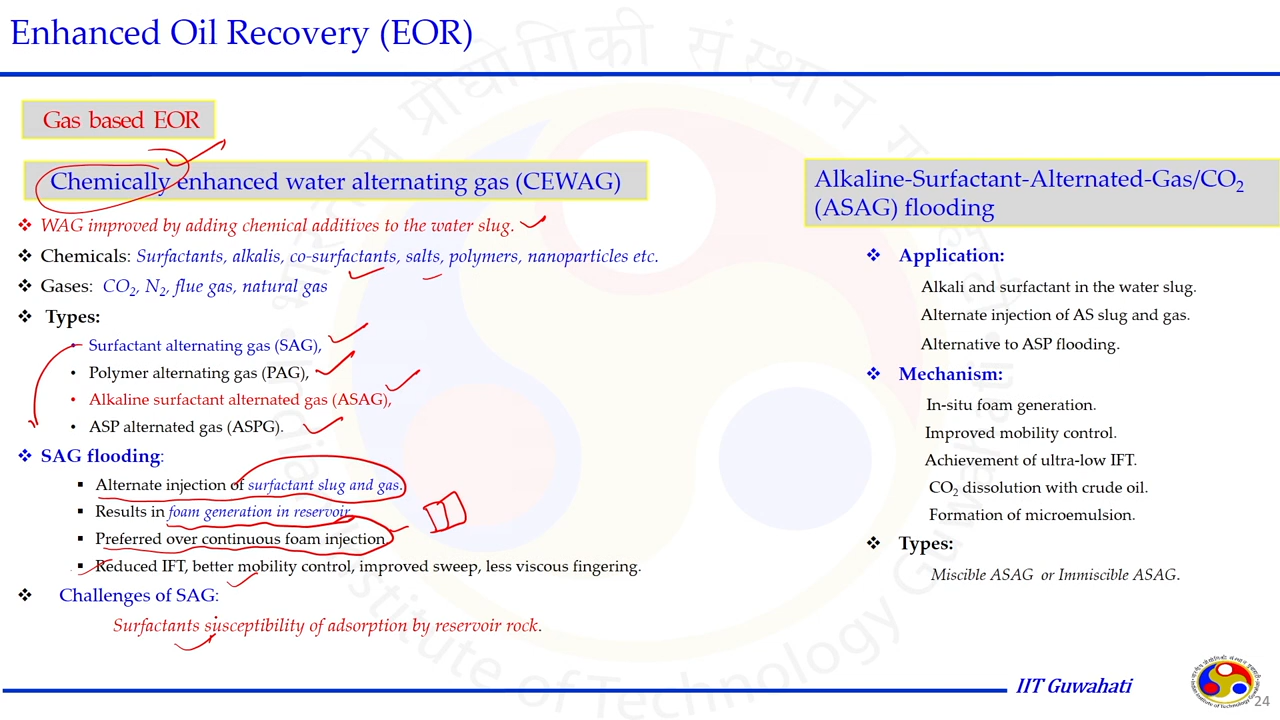 Enhanced Oil Recovery (EOR)
Gas based EOR
Chemically enhanced water alternating gas (CEWAG)
❖ WAG improved by adding chemical additives to the water slug.
❖ Chemicals: Surfactants, alkalis, co-surfactants, salts, polymers, nanoparticles etc.
❖ Gases: CO₂, N₂, flue gas, natural gas
❖ Types:
• Surfactant alternating gas (SAG),
• Polymer alternating gas (PAG),
• Alkaline surfactant alternated gas (ASAG),
• ASP alternated gas (ASPG).
❖ SAG flooding:
▪ Alternate injection of surfactant slug and gas.
▪ Results in foam generation in reservoir.
▪ Preferred over continuous foam injection.
▪ Reduced IFT, better mobility control, improved sweep, less viscous fingering.
❖ Challenges of SAG:
Surfactants susceptibility of adsorption by reservoir rock.
Alkaline-Surfactant-Alternated-Gas/CO₂
(ASAG) flooding
❖ Application:
Alkali and surfactant in the water slug.
Alternate injection of AS slug and gas.
Alternative to ASP flooding.
❖ Mechanism:
In-situ foam generation.
Improved mobility control.
Achievement of ultra-low IFT.
CO₂ dissolution with crude oil.
Formation of microemulsion.
❖ Types:
Miscible ASAG or Immiscible ASAG.
IIT Guwahati
24